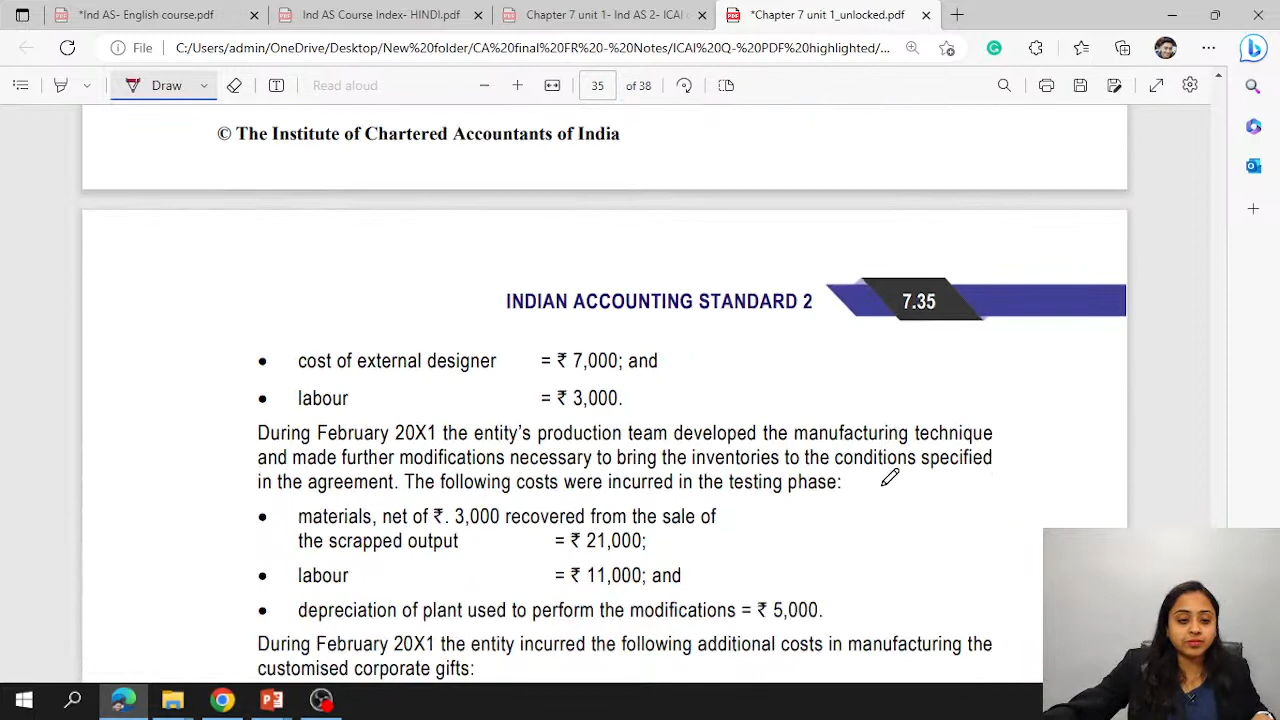 *Ind AS- English course.pdf
Ind AS Course Index- HINDI.pdf
Chapter 7 unit 1- Ind AS 2- ICAI
*Chapter 7 unit 1_unlocked.pdf
File
C:/Users/admin/OneDrive/Desktop/New%20folder/CA%20final%20FR%20-%20Notes/ICAI%20Q-%20PDF%20highlighted/...
Draw
Read aloud
35
of 38
© The Institute of Chartered Accountants of India
INDIAN ACCOUNTING STANDARD 2
7.35
• cost of external designer = ₹ 7,000; and
• labour = ₹ 3,000.
During February 20X1 the entity’s production team developed the manufacturing technique
and made further modifications necessary to bring the inventories to the conditions specified
in the agreement. The following costs were incurred in the testing phase:
• materials, net of ₹. 3,000 recovered from the sale of
the scrapped output = ₹ 21,000;
• labour = ₹ 11,000; and
• depreciation of plant used to perform the modifications = ₹ 5,000.
During February 20X1 the entity incurred the following additional costs in manufacturing the
customised corporate gifts: